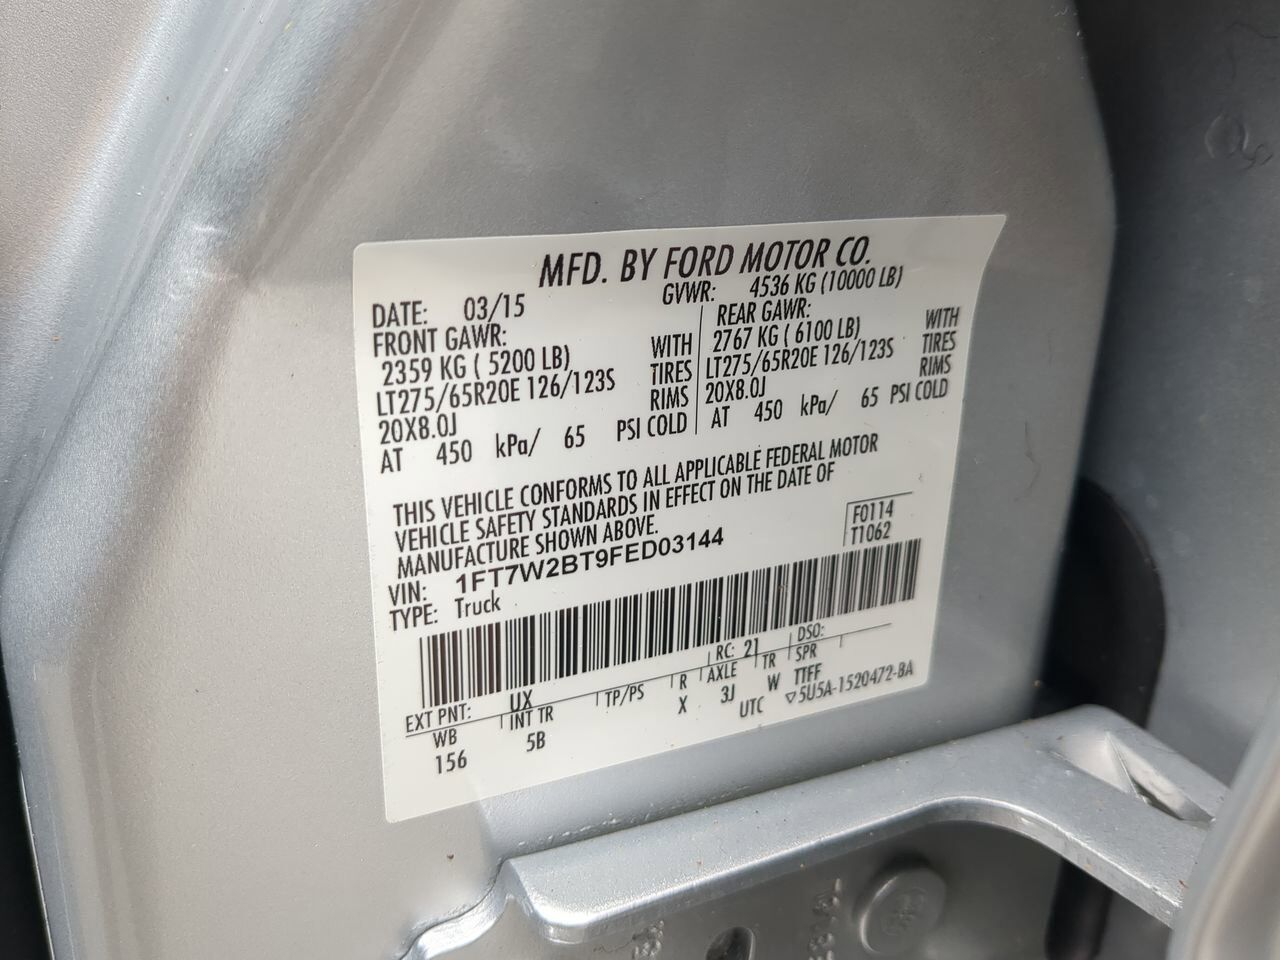 MFD. BY FORD MOTOR CO.
DATE: 03/15 GVWR: 4536 KG (10000 LB)
FRONT GAWR: REAR GAWR:
2359 KG ( 5200 LB) WITH 2767 KG ( 6100 LB) WITH
LT275/65R20E 126/123S TIRES LT275/65R20E 126/123S TIRES
20X8.0J RIMS 20X8.0J RIMS
AT 450 kPa/ 65 PSI COLD AT 450 kPa/ 65 PSI COLD
THIS VEHICLE CONFORMS TO ALL APPLICABLE FEDERAL MOTOR
VEHICLE SAFETY STANDARDS IN EFFECT ON THE DATE OF
MANUFACTURE SHOWN ABOVE.
F0114
VIN: 1FT7W2BT9FED03144 T1062
TYPE: Truck
EXT PNT: UX RC: 21 DSO:
WB INT TR TP/PS R AXLE TR SPR
156 5B X 3J W TTFF
UTC ▽5U5A-1520472-BA